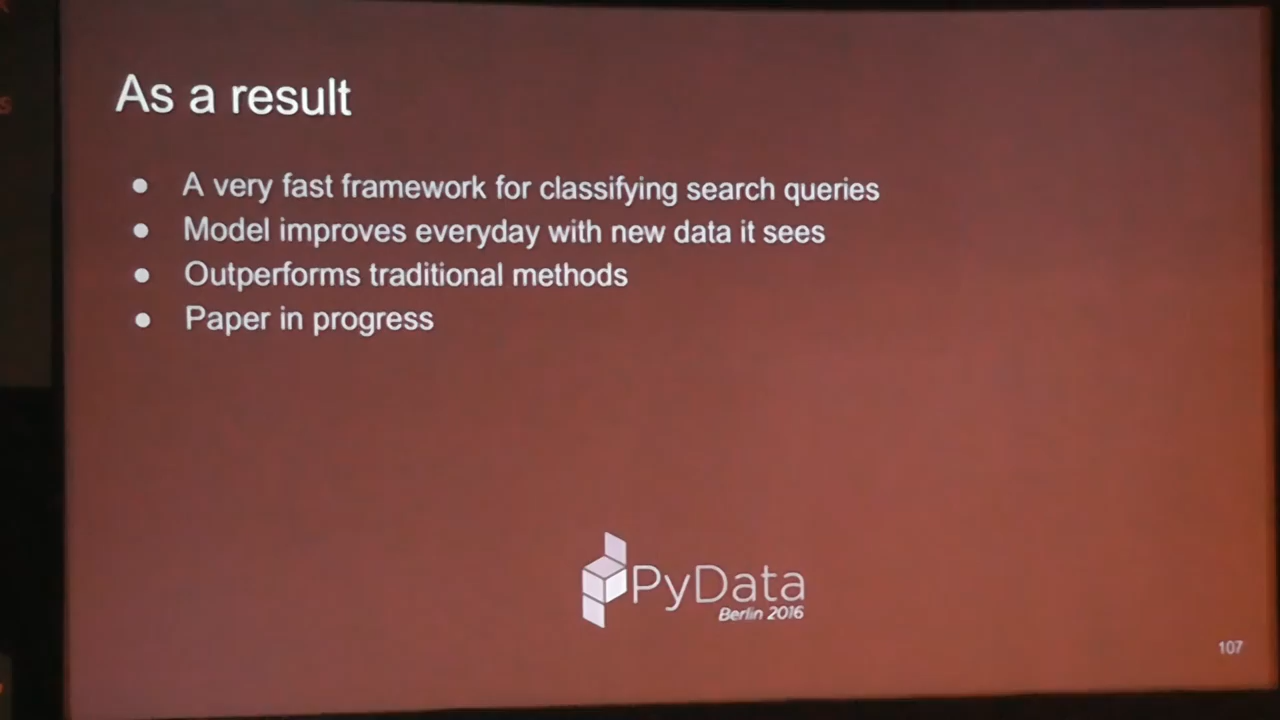 As a result
● A very fast framework for classifying search queries
● Model improves everyday with new data it sees
● Outperforms traditional methods
● Paper in progress
PyData
Berlin 2016
107